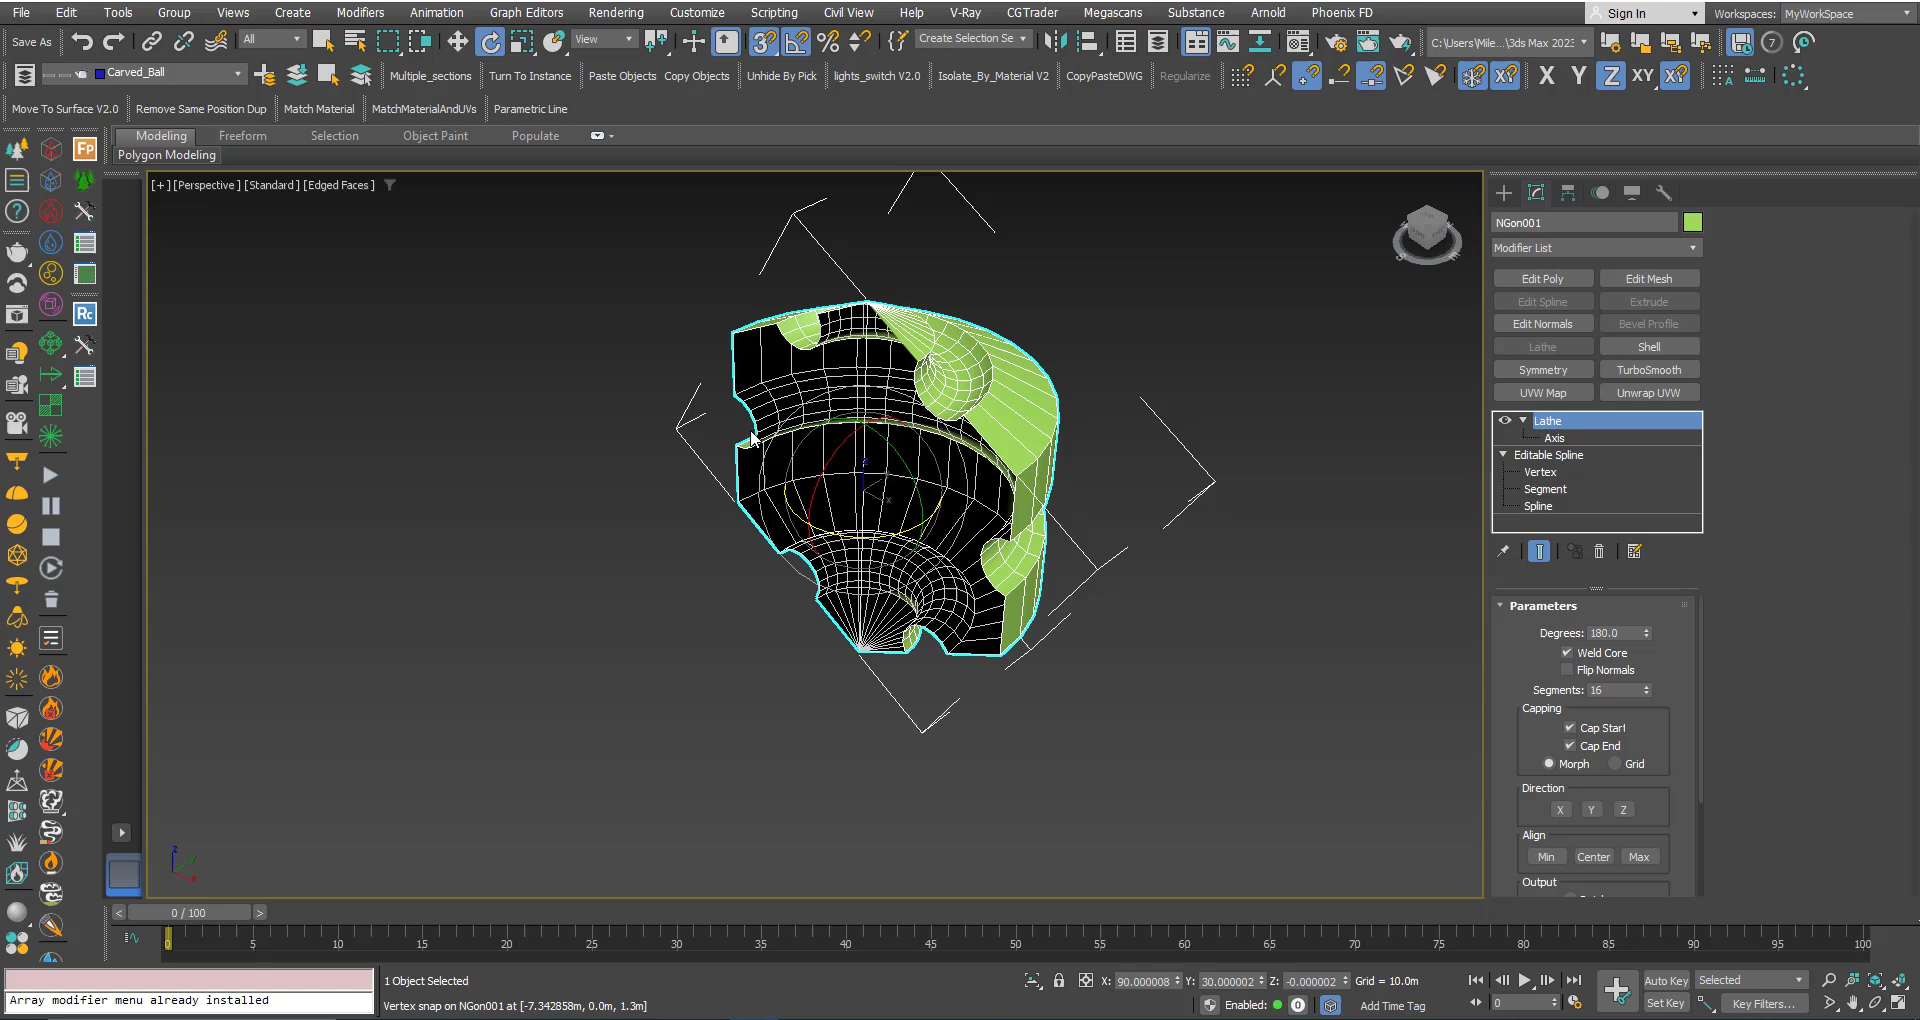 File Edit Tools Group Views Create Modifiers Animation Graph Editors Rendering Customize Scripting Civil View Help V-Ray CGTrader Megascans Substance Arnold Phoenix FD Sign In Workspaces: MyWorkSpace
Save As All View Create Selection Se C:\Users\Mile...\3ds Max 2023
Carved_Ball Multiple_sections Turn To Instance Paste Objects Copy Objects Unhide By Pick lights_switch V2.0 Isolate_By_Material V2 CopyPasteDWG Regularize X Y Z XY XY
Move To Surface V2.0 Remove Same Position Dup Match Material MatchMaterialAndUVs Parametric Line
Modeling Freeform Selection Object Paint Populate
Polygon Modeling
[+] [Perspective] [Standard] [Edged Faces]
NGon001
Modifier List
Edit Poly Edit Mesh
Edit Spline Extrude
Edit Normals Bevel Profile
Lathe Shell
Symmetry TurboSmooth
UVW Map Unwrap UVW
Lathe
Axis
Editable Spline
Vertex
Segment
Spline
Parameters
Degrees: 180.0
Weld Core
Flip Normals
Segments: 16
Capping
Cap Start
Cap End
Morph Grid
Direction
X Y Z
Align
Min Center Max
Output
< 0 / 100 >
0 5 10 15 20 25 30 35 40 45 50 55 60 65 70 75 80 85 90 95 100
1 Object Selected X: 90.000008 Y: 30.000002 Z: -0.000002 Grid = 10.0m Auto Key Selected
Array modifier menu already installed Vertex snap on NGon001 at [-7.342858m, 0.0m, 1.3m] Enabled: 0 Add Time Tag 0 Set Key Key Filters...